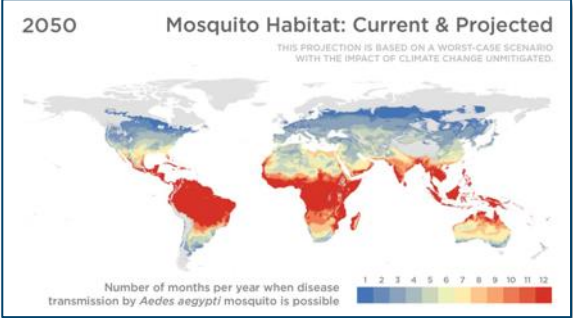 2050
Mosquito Habitat: Current & Projected
THIS PROJECTION IS BASED ON A WORST-CASE SCENARIO
WITH THE IMPACT OF CLIMATE CHANGE UNMITIGATED.
Number of months per year when disease
transmission by Aedes aegypti mosquito is possible
1 2 3 4 5 6 7 8 9 10 11 12